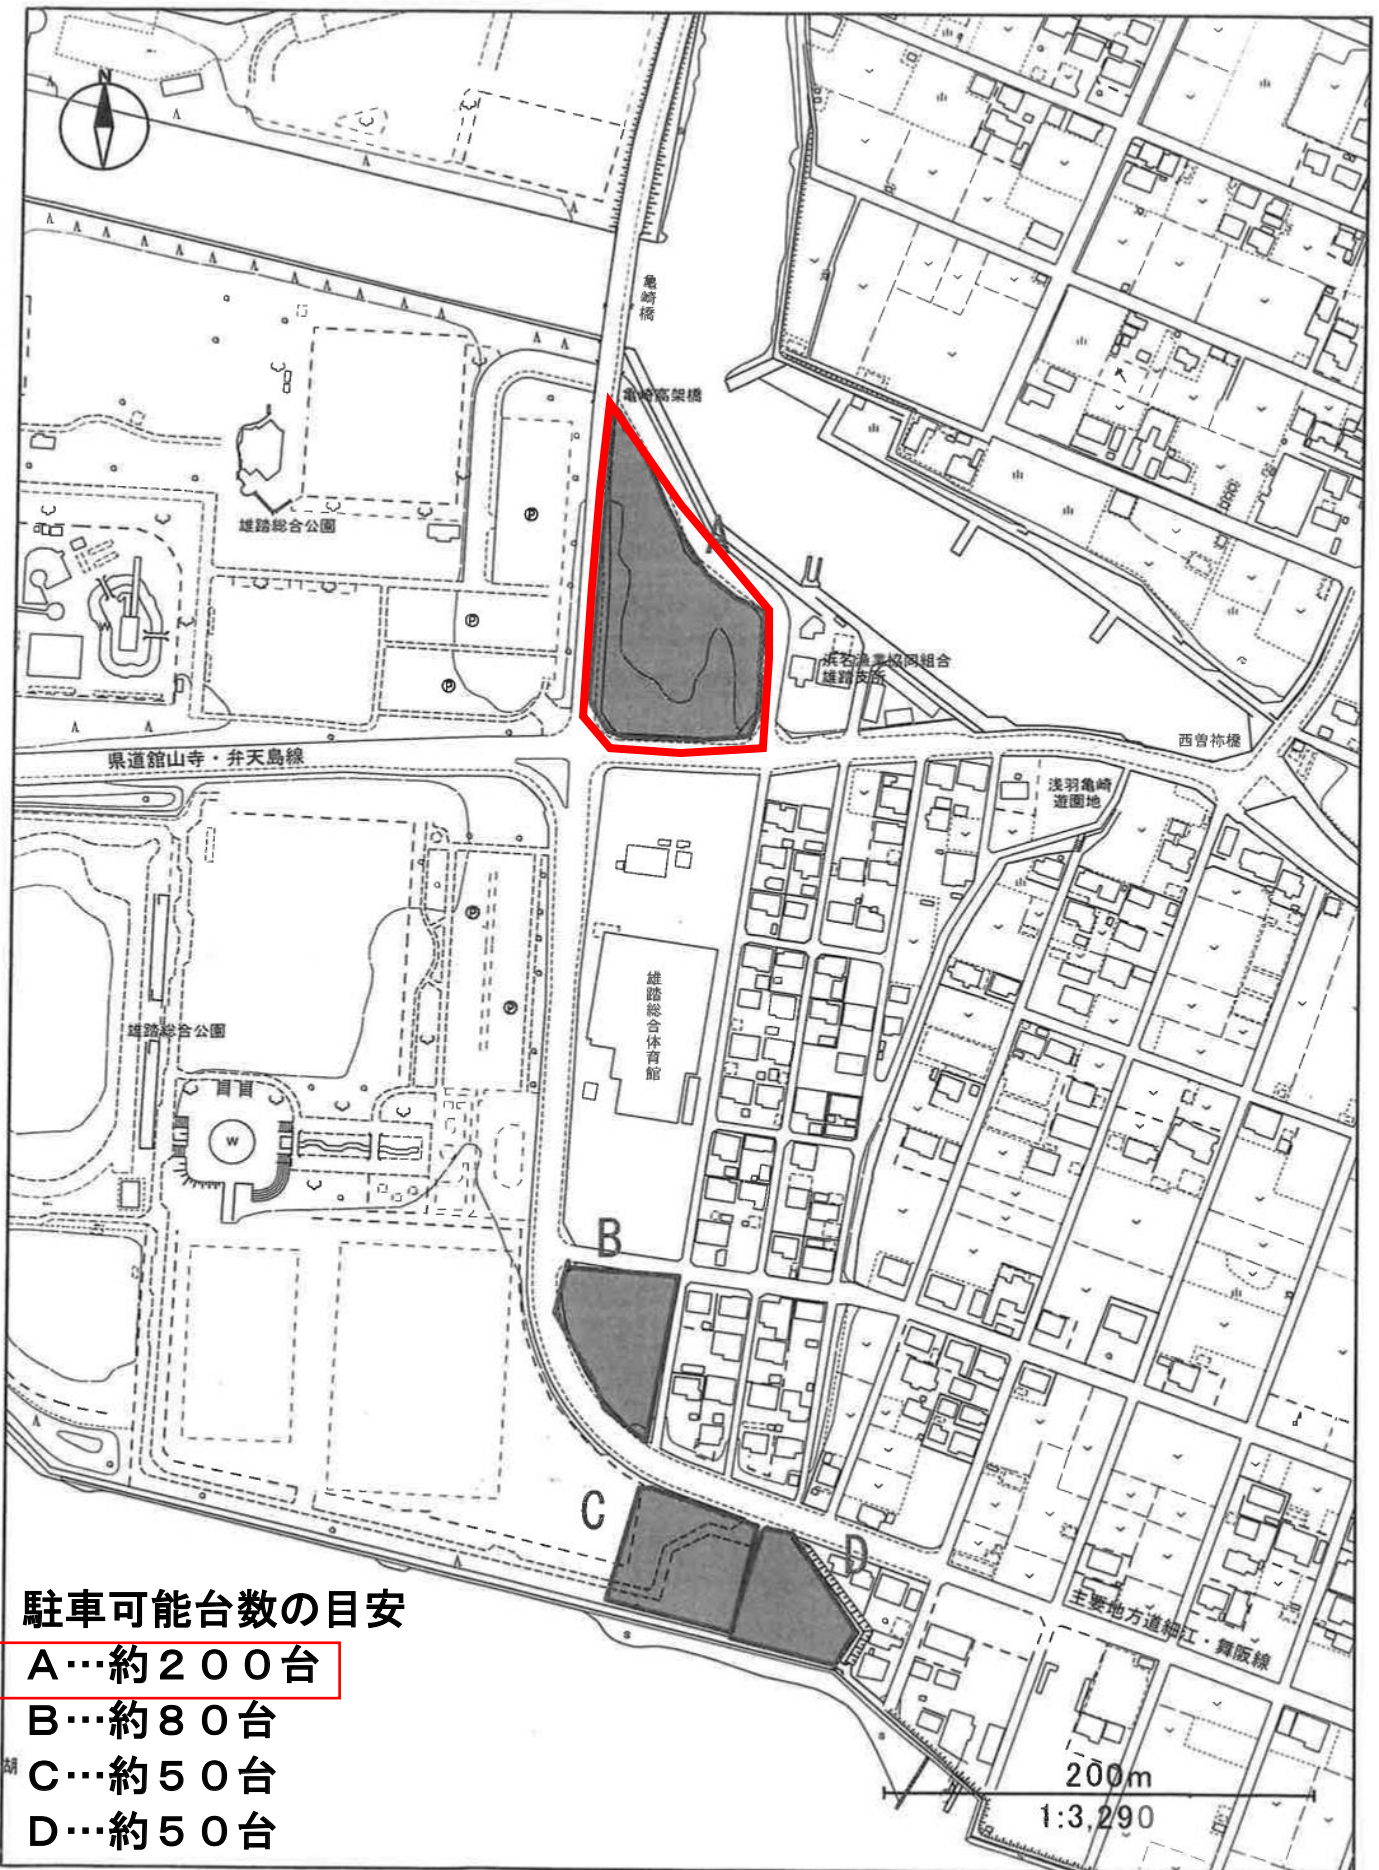 N
亀崎橋
亀崎高架橋
A
雄踏総合公園
Ⓟ
Ⓟ
Ⓟ
浜名漁業協同組合
雄踏支所
西曽祢橋
県道舘山寺・弁天島線
浅羽亀崎
遊園地
Ⓟ
Ⓟ
雄踏総合体育館
雄踏総合公園
W
B
C
D
主要地方道細江・舞阪線
駐車可能台数の目安
A…約200台
B…約80台
C…約50台
D…約50台
湖
s
s
200m
1:3,290